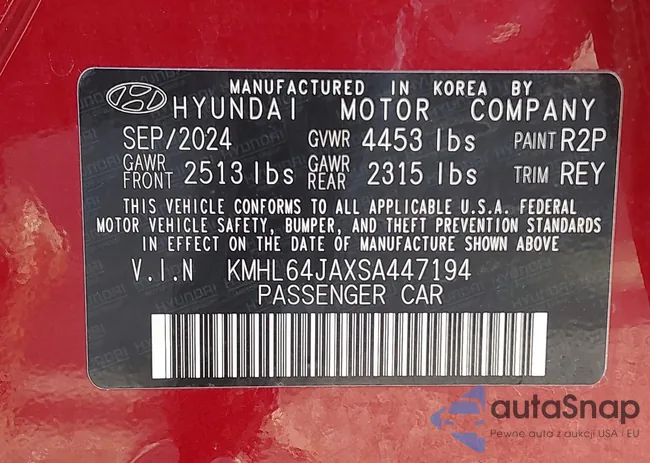 MANUFACTURED IN KOREA BY
HYUNDAI MOTOR COMPANY
SEP/2024 GVWR 4453 lbs PAINT R2P
GAWR FRONT 2513 lbs GAWR REAR 2315 lbs TRIM REY
THIS VEHICLE CONFORMS TO ALL APPLICABLE U.S.A. FEDERAL
MOTOR VEHICLE SAFETY, BUMPER, AND THEFT PREVENTION STANDARDS
IN EFFECT ON THE DATE OF MANUFACTURE SHOWN ABOVE
V.I.N KMHL64JAXSA447194
PASSENGER CAR
autaSnap
Pewne auta z aukcji USA i EU